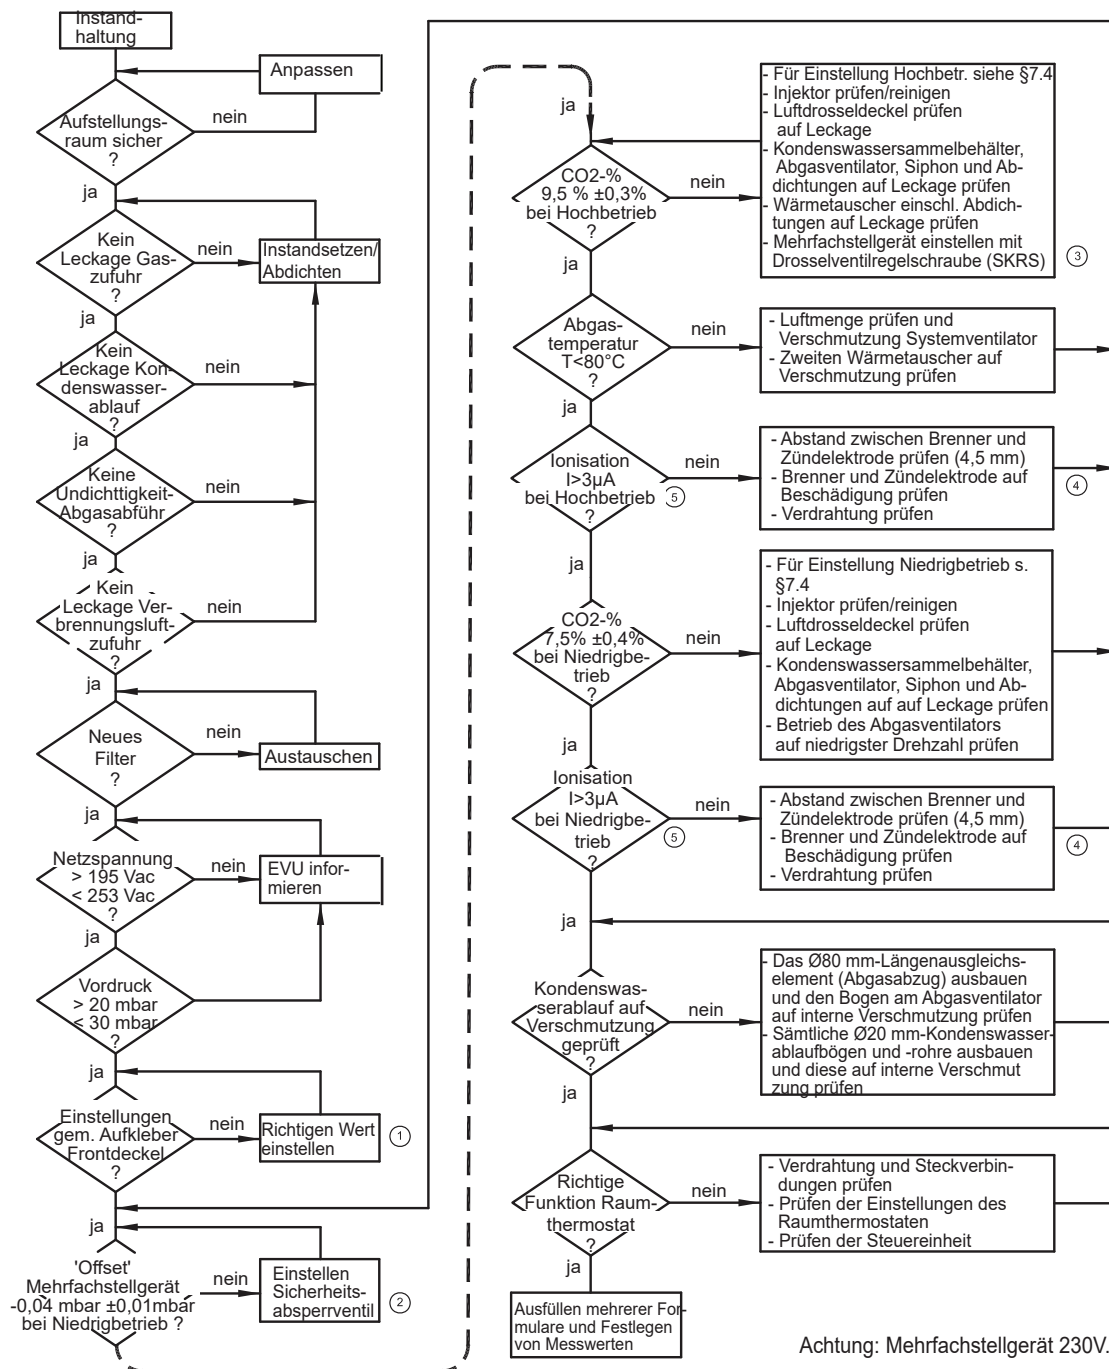 Instand-
haltung
Anpassen
Aufstellungs-
raum sicher
?
nein
ja
Kein
Leckage Gas-
zufuhr
?
nein
Instandsetzen/
Abdichten
ja
Kein
Leckage Kon-
denswasser-
ablauf
?
nein
ja
Keine
Undichttigkeit-
Abgasabführ
?
nein
ja
Kein
Leckage Ver-
brennungsluft-
zufuhr
?
nein
ja
Neues
Filter
?
nein
Austauschen
ja
Netzspannung
> 195 Vac
< 253 Vac
?
nein
EVU infor-
mieren
ja
Vordruck
> 20 mbar
< 30 mbar
?
ja
Einstellungen
gem. Aufkleber
Frontdeckel
?
nein
Richtigen Wert
einstellen
1
ja
'Offset'
Mehrfachstellgerät
-0,04 mbar ±0,01mbar
bei Niedrigbetrieb ?
nein
Einstellen
Sicherheits-
absperrventil
2
ja
CO2-%
9,5 % ±0,3%
bei Hochbetrieb
?
nein
- Für Einstellung Hochbetr. siehe §7.4
- Injektor prüfen/reinigen
- Luftdrosseldeckel prüfen
auf Leckage
- Kondenswassersammelbehälter,
Abgasventilator, Siphon und Ab-
dichtungen auf Leckage prüfen
- Wärmetauscher einschl. Abdich-
tungen auf Leckage prüfen
- Mehrfachstellgerät einstellen mit
Drosselventilregelschraube (SKRS)
3
ja
Abgas-
temperatur
T<80°C
?
nein
- Luftmenge prüfen und
Verschmutzung Systemventilator
- Zweiten Wärmetauscher auf
Verschmutzung prüfen
ja
Ionisation
I>3µA
bei Hochbetrieb
?
5
nein
- Abstand zwischen Brenner und
Zündelektrode prüfen (4,5 mm)
- Brenner und Zündelektrode auf
Beschädigung prüfen
- Verdrahtung prüfen
4
ja
CO2-%
7,5% ±0,4%
bei Niedrigbe-
trieb
?
nein
- Für Einstellung Niedrigbetrieb s.
§7.4
- Injektor prüfen/reinigen
- Luftdrosseldeckel prüfen
auf Leckage
- Kondenswassersammelbehälter,
Abgasventilator, Siphon und Ab-
dichtungen auf auf Leckage prüfen
- Betrieb des Abgasventilators
auf niedrigster Drehzahl prüfen
ja
Ionisation
I>3µA
bei Niedrigbe-
trieb
?
5
nein
- Abstand zwischen Brenner und
Zündelektrode prüfen (4,5 mm)
- Brenner und Zündelektrode auf
Beschädigung prüfen
- Verdrahtung prüfen
4
ja
Kondenswas-
serablauf auf
Verschmutzung
geprüft
?
nein
- Das Ø80 mm-Längenausgleichs-
element (Abgasabzug) ausbauen
und den Bogen am Abgasventilator
auf interne Verschmutzung prüfen
- Sämtliche Ø20 mm-Kondenswasser-
ablaufbögen und -rohre ausbauen
und diese auf interne Verschmut
zung prüfen
ja
Richtige
Funktion Raum-
thermostat
?
nein
- Verdrahtung und Steckverbin-
dungen prüfen
- Prüfen der Einstellungen des
Raumthermostaten
- Prüfen der Steuereinheit
ja
Ausfüllen mehrerer For-
mulare und Festlegen
von Messwerten
Achtung: Mehrfachstellgerät 230V.